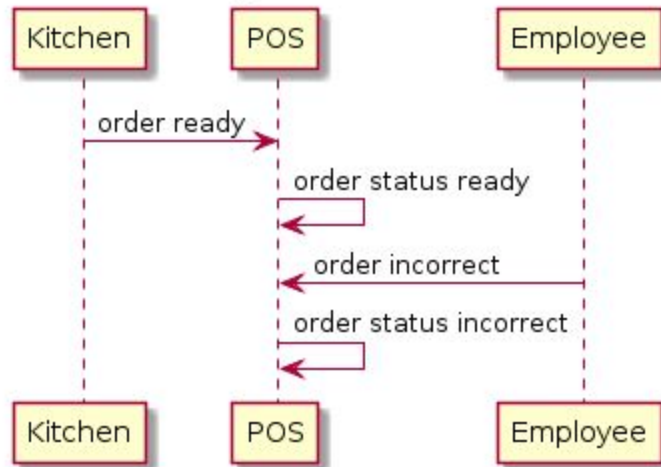 Kitchen
POS
Employee
order ready
order status ready
order incorrect
order status incorrect
Kitchen
POS
Employee